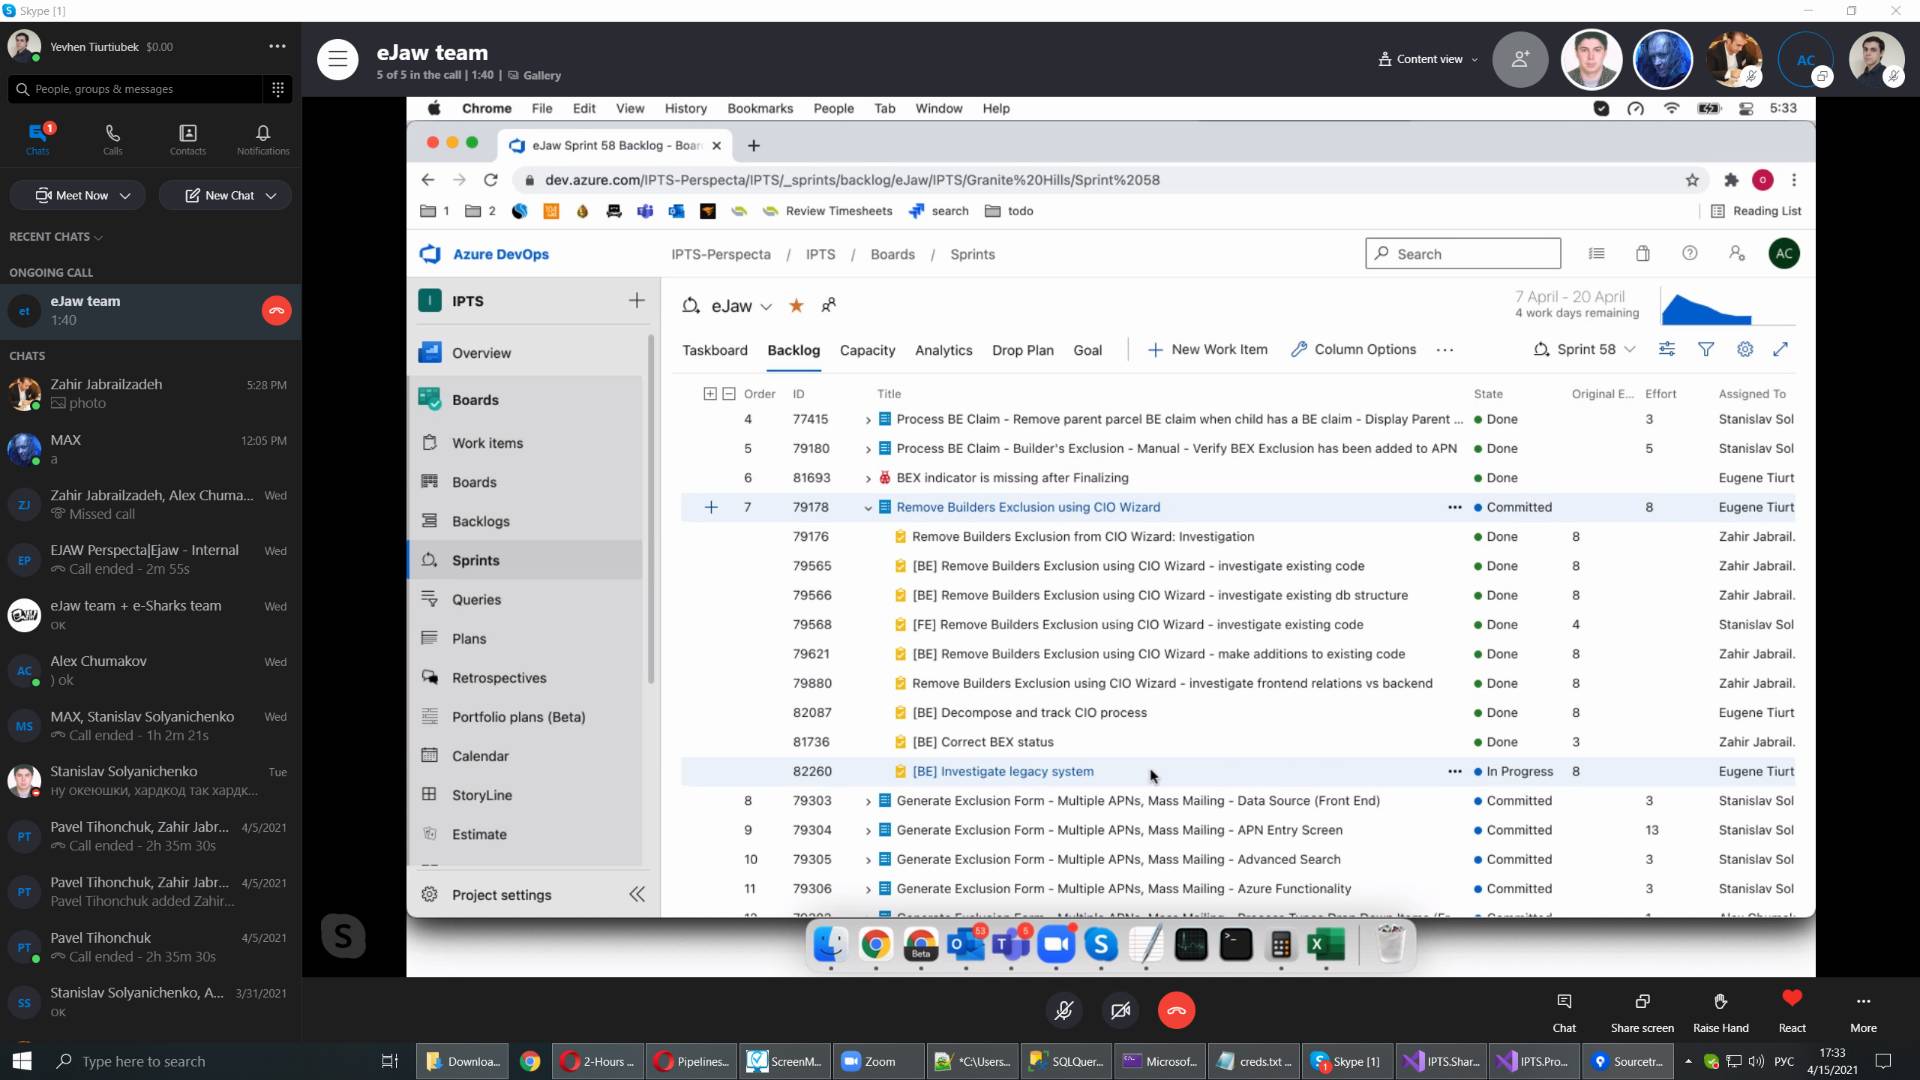 Skype [1]
Yevhen Tiurtiubek $0.00
People, groups & messages
1
Chats Calls Contacts Notifications
Meet Now New Chat
RECENT CHATS
ONGOING CALL
et eJaw team
1:40
CHATS
Zahir Jabrailzadeh 5:28 PM
photo
MAX 12:05 PM
a
ZJ Zahir Jabrailzadeh, Alex Chuma... Wed
Missed call
EP EJAW Perspecta|Ejaw - Internal Wed
Call ended - 2m 55s
eJaw team + e-Sharks team Wed
ок
AC Alex Chumakov Wed
) ok
MS MAX, Stanislav Solyanichenko Wed
Call ended - 1h 2m 21s
Stanislav Solyanichenko Tue
ну океюшки, хардкод так хардк...
PT Pavel Tihonchuk, Zahir Jabr... 4/5/2021
Call ended - 2h 35m 30s
PT Pavel Tihonchuk, Zahir Jabr... 4/5/2021
Pavel Tihonchuk added Zahir...
PT Pavel Tihonchuk 4/5/2021
Call ended - 2h 35m 30s
SS Stanislav Solyanichenko, A... 3/31/2021
ок
eJaw team
5 of 5 in the call | 1:40 | Gallery
Content view
AC
Chrome File Edit View History Bookmarks People Tab Window Help 5:33
eJaw Sprint 58 Backlog - Boar
dev.azure.com/IPTS-Perspecta/IPTS/_sprints/backlog/eJaw/IPTS/Granite%20Hills/Sprint%2058
1 2 Review Timesheets search todo Reading List
Azure DevOps IPTS-Perspecta / IPTS / Boards / Sprints Search AC
I IPTS
Overview
Boards
Work items
Boards
Backlogs
Sprints
Queries
Plans
Retrospectives
Portfolio plans (Beta)
Calendar
StoryLine
Estimate
Project settings
eJaw
7 April - 20 April
4 work days remaining
Taskboard Backlog Capacity Analytics Drop Plan Goal New Work Item Column Options Sprint 58
Order ID Title State Original E... Effort Assigned To
4 77415 Process BE Claim - Remove parent parcel BE claim when child has a BE claim - Display Parent ... Done 3 Stanislav Sol
5 79180 Process BE Claim - Builder's Exclusion - Manual - Verify BEX Exclusion has been added to APN Done 5 Stanislav Sol
6 81693 BEX indicator is missing after Finalizing Done Eugene Tiurt
7 79178 Remove Builders Exclusion using CIO Wizard Committed 8 Eugene Tiurt
79176 Remove Builders Exclusion from CIO Wizard: Investigation Done 8 Zahir Jabrail.
79565 [BE] Remove Builders Exclusion using CIO Wizard - investigate existing code Done 8 Zahir Jabrail.
79566 [BE] Remove Builders Exclusion using CIO Wizard - investigate existing db structure Done 8 Zahir Jabrail.
79568 [FE] Remove Builders Exclusion using CIO Wizard - investigate existing code Done 4 Stanislav Sol
79621 [BE] Remove Builders Exclusion using CIO Wizard - make additions to existing code Done 8 Zahir Jabrail.
79880 Remove Builders Exclusion using CIO Wizard - investigate frontend relations vs backend Done 8 Zahir Jabrail.
82087 [BE] Decompose and track CIO process Done 8 Eugene Tiurt
81736 [BE] Correct BEX status Done 3 Zahir Jabrail.
82260 [BE] Investigate legacy system In Progress 8 Eugene Tiurt
8 79303 Generate Exclusion Form - Multiple APNs, Mass Mailing - Data Source (Front End) Committed 3 Stanislav Sol
9 79304 Generate Exclusion Form - Multiple APNs, Mass Mailing - APN Entry Screen Committed 13 Stanislav Sol
10 79305 Generate Exclusion Form - Multiple APNs, Mass Mailing - Advanced Search Committed 3 Stanislav Sol
11 79306 Generate Exclusion Form - Multiple APNs, Mass Mailing - Azure Functionality Committed 3 Stanislav Sol
Beta 53 5
Chat Share screen Raise Hand React More
Type here to search Downloa... 2-Hours ... Pipelines... ScreenM... Zoom *C:\Users... SQLQuer... Microsof... creds.txt ... Skype [1] IPTS.Shar... IPTS.Pro... Sourcetr... РУС 17:33
4/15/2021